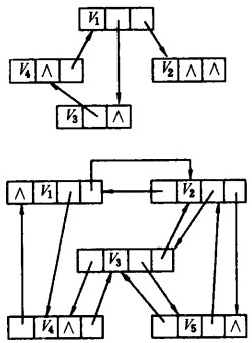 V₁
V₄ ∧ V₂ ∧ ∧
V₃ ∧
∧ V₁ V₂
V₃
V₄ ∧ V₅ ∧